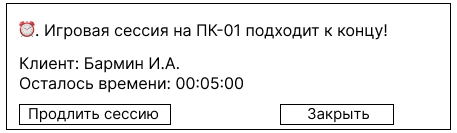 ⏰. Игровая сессия на ПК-01 подходит к концу!
Клиент: Бармин И.А.
Осталось времени: 00:05:00
Продлить сессию
Закрыть